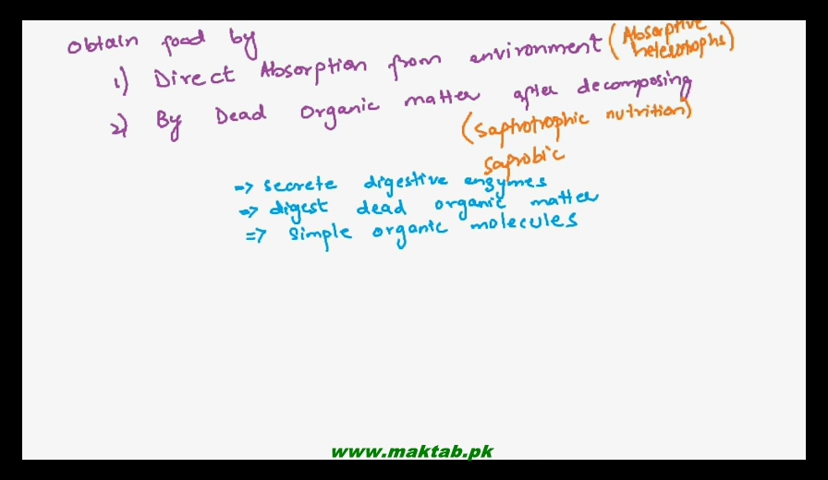 Obtain food by
1) Direct Absorption from environment (Absorptive heterotrophs)
2) By Dead Organic matter after decomposing
(Saprotrophic nutrition)
Saprobic
=> secrete digestive enzymes
=> digest dead organic matter
=> Simple organic molecules
www.maktab.pk